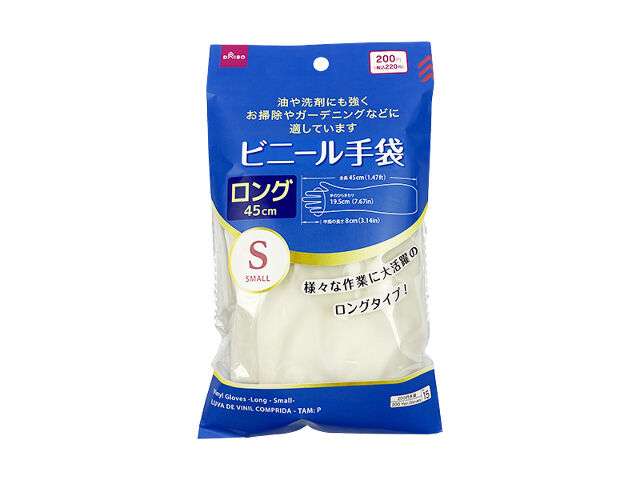 DAISO
200円
(税込220円)
油や洗剤にも強く
お掃除やガーデニングなどに
適しています
ビニール手袋
ロング
45cm
全長 45cm (1.47ft)
手のひらまわり
19.5cm (7.67in)
中指の長さ 8cm (3.14in)
S
SMALL
様々な作業に大活躍の
ロングタイプ!
Vinyl Gloves -Long - Small-
LUVA DE VINIL COMPRIDA - TAM: P
15